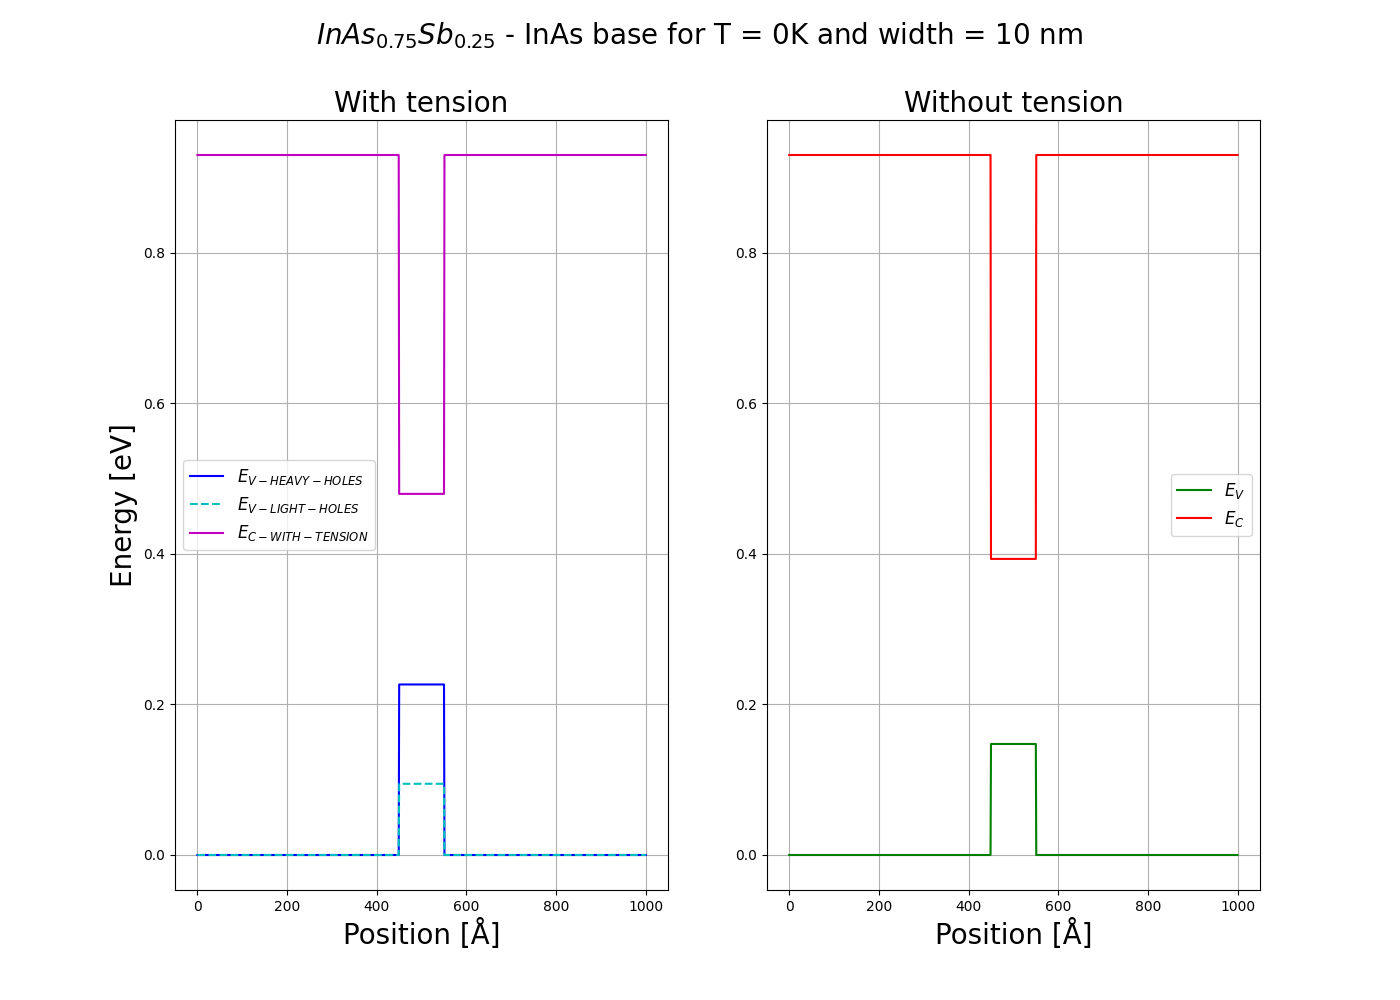 InAs0.75Sb0.25 - InAs base for T = 0K and width = 10 nm
With tension
Energy [eV]
0.8
0.6
0.4
0.2
0.0
EV-HEAVY-HOLES
EV-LIGHT-HOLES
EC-WITH-TENSION
0 200 400 600 800 1000
Position [Å]
Without tension
0.8
0.6
0.4
0.2
0.0
EV
EC
0 200 400 600 800 1000
Position [Å]